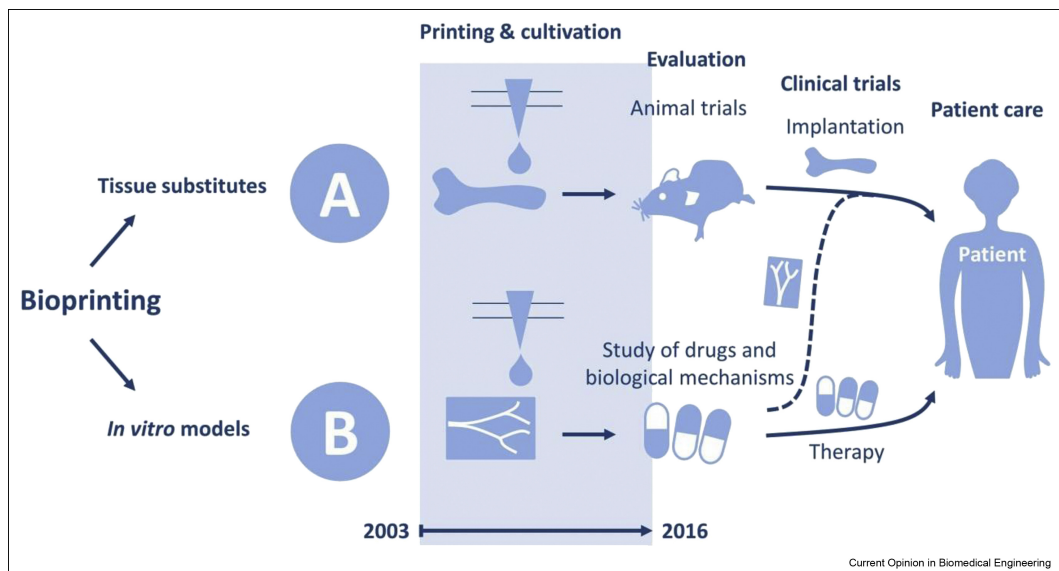 Printing & cultivation
Evaluation
Animal trials
Clinical trials
Implantation
Patient care
Tissue substitutes
A
Patient
Bioprinting
Study of drugs and
biological mechanisms
In vitro models
B
Therapy
2003
2016
Current Opinion in Biomedical Engineering